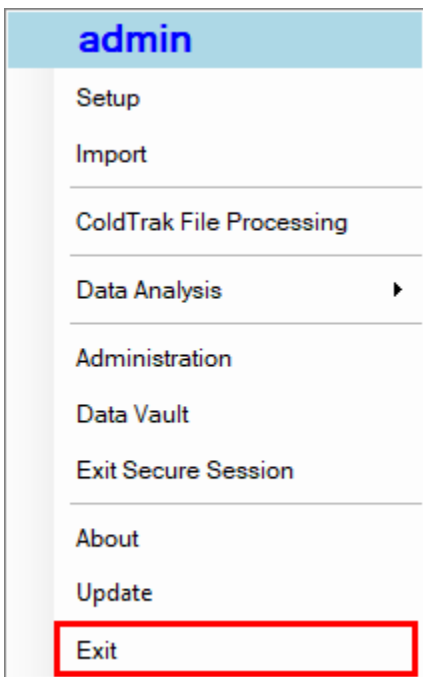 admin
Setup
Import
ColdTrak File Processing
Data Analysis
Administration
Data Vault
Exit Secure Session
About
Update
Exit